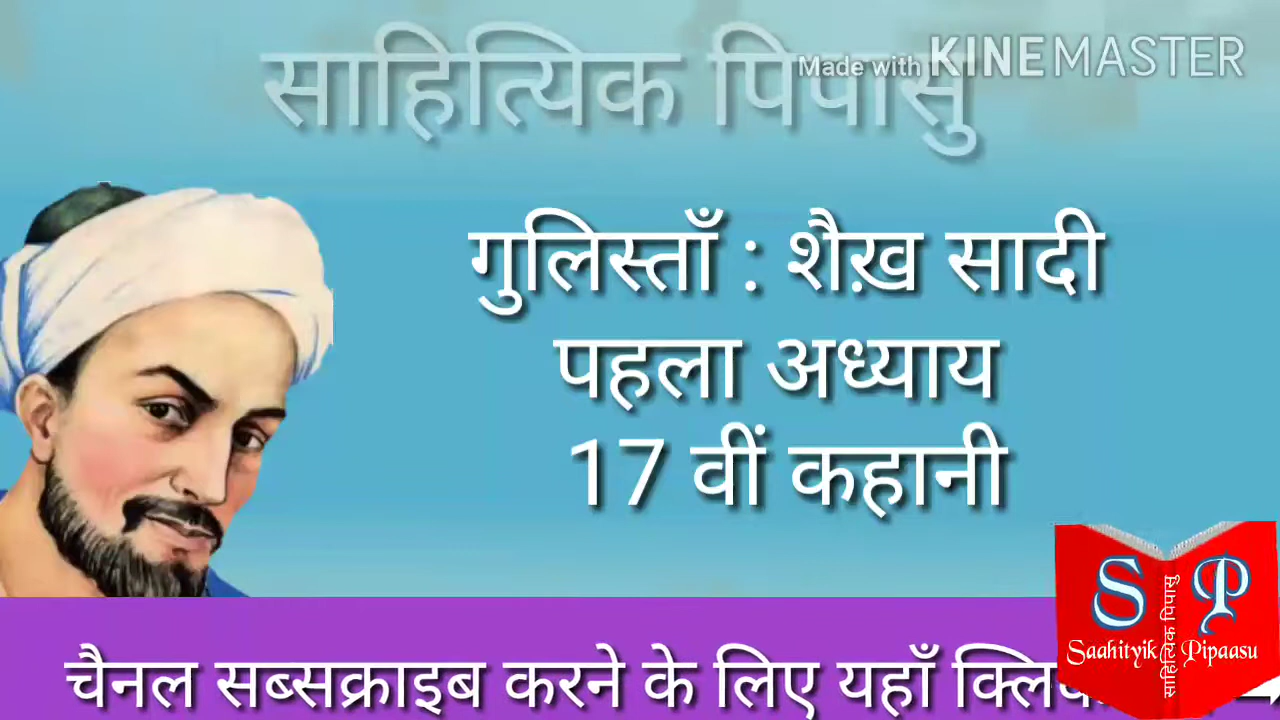 साहित्यिक पिपासु
Made with KINEMASTER
गुलिस्ताँ : शैख़ सादी
पहला अध्याय
17 वीं कहानी
S P
Saahityik Pipaasu
साहित्यिक पिपासु
चैनल सब्सक्राइब करने के लिए यहाँ